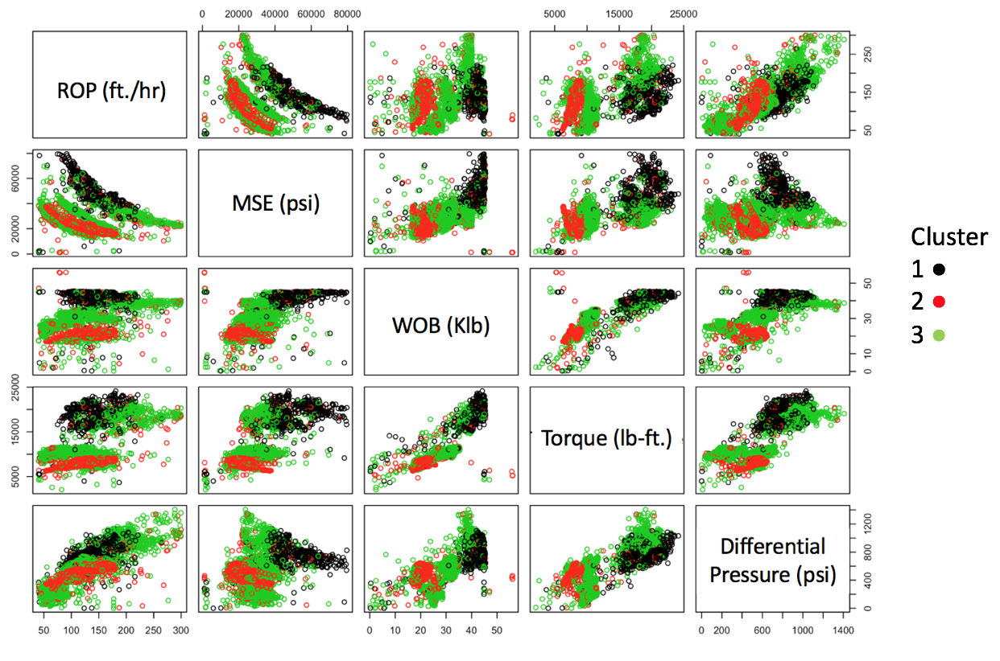 0 20000 40000 60000 80000
5000 15000 25000
ROP (ft./hr)
50 150 250
0 20000 60000
MSE (psi)
Cluster
1
2
3
WOB (Klb)
0 10 30 50
5000 15000 25000
Torque (lb-ft.)
Differential
Pressure (psi)
0 400 800 1200
50 100 150 200 250 300
0 10 20 30 40 50
0 200 600 1000 1400